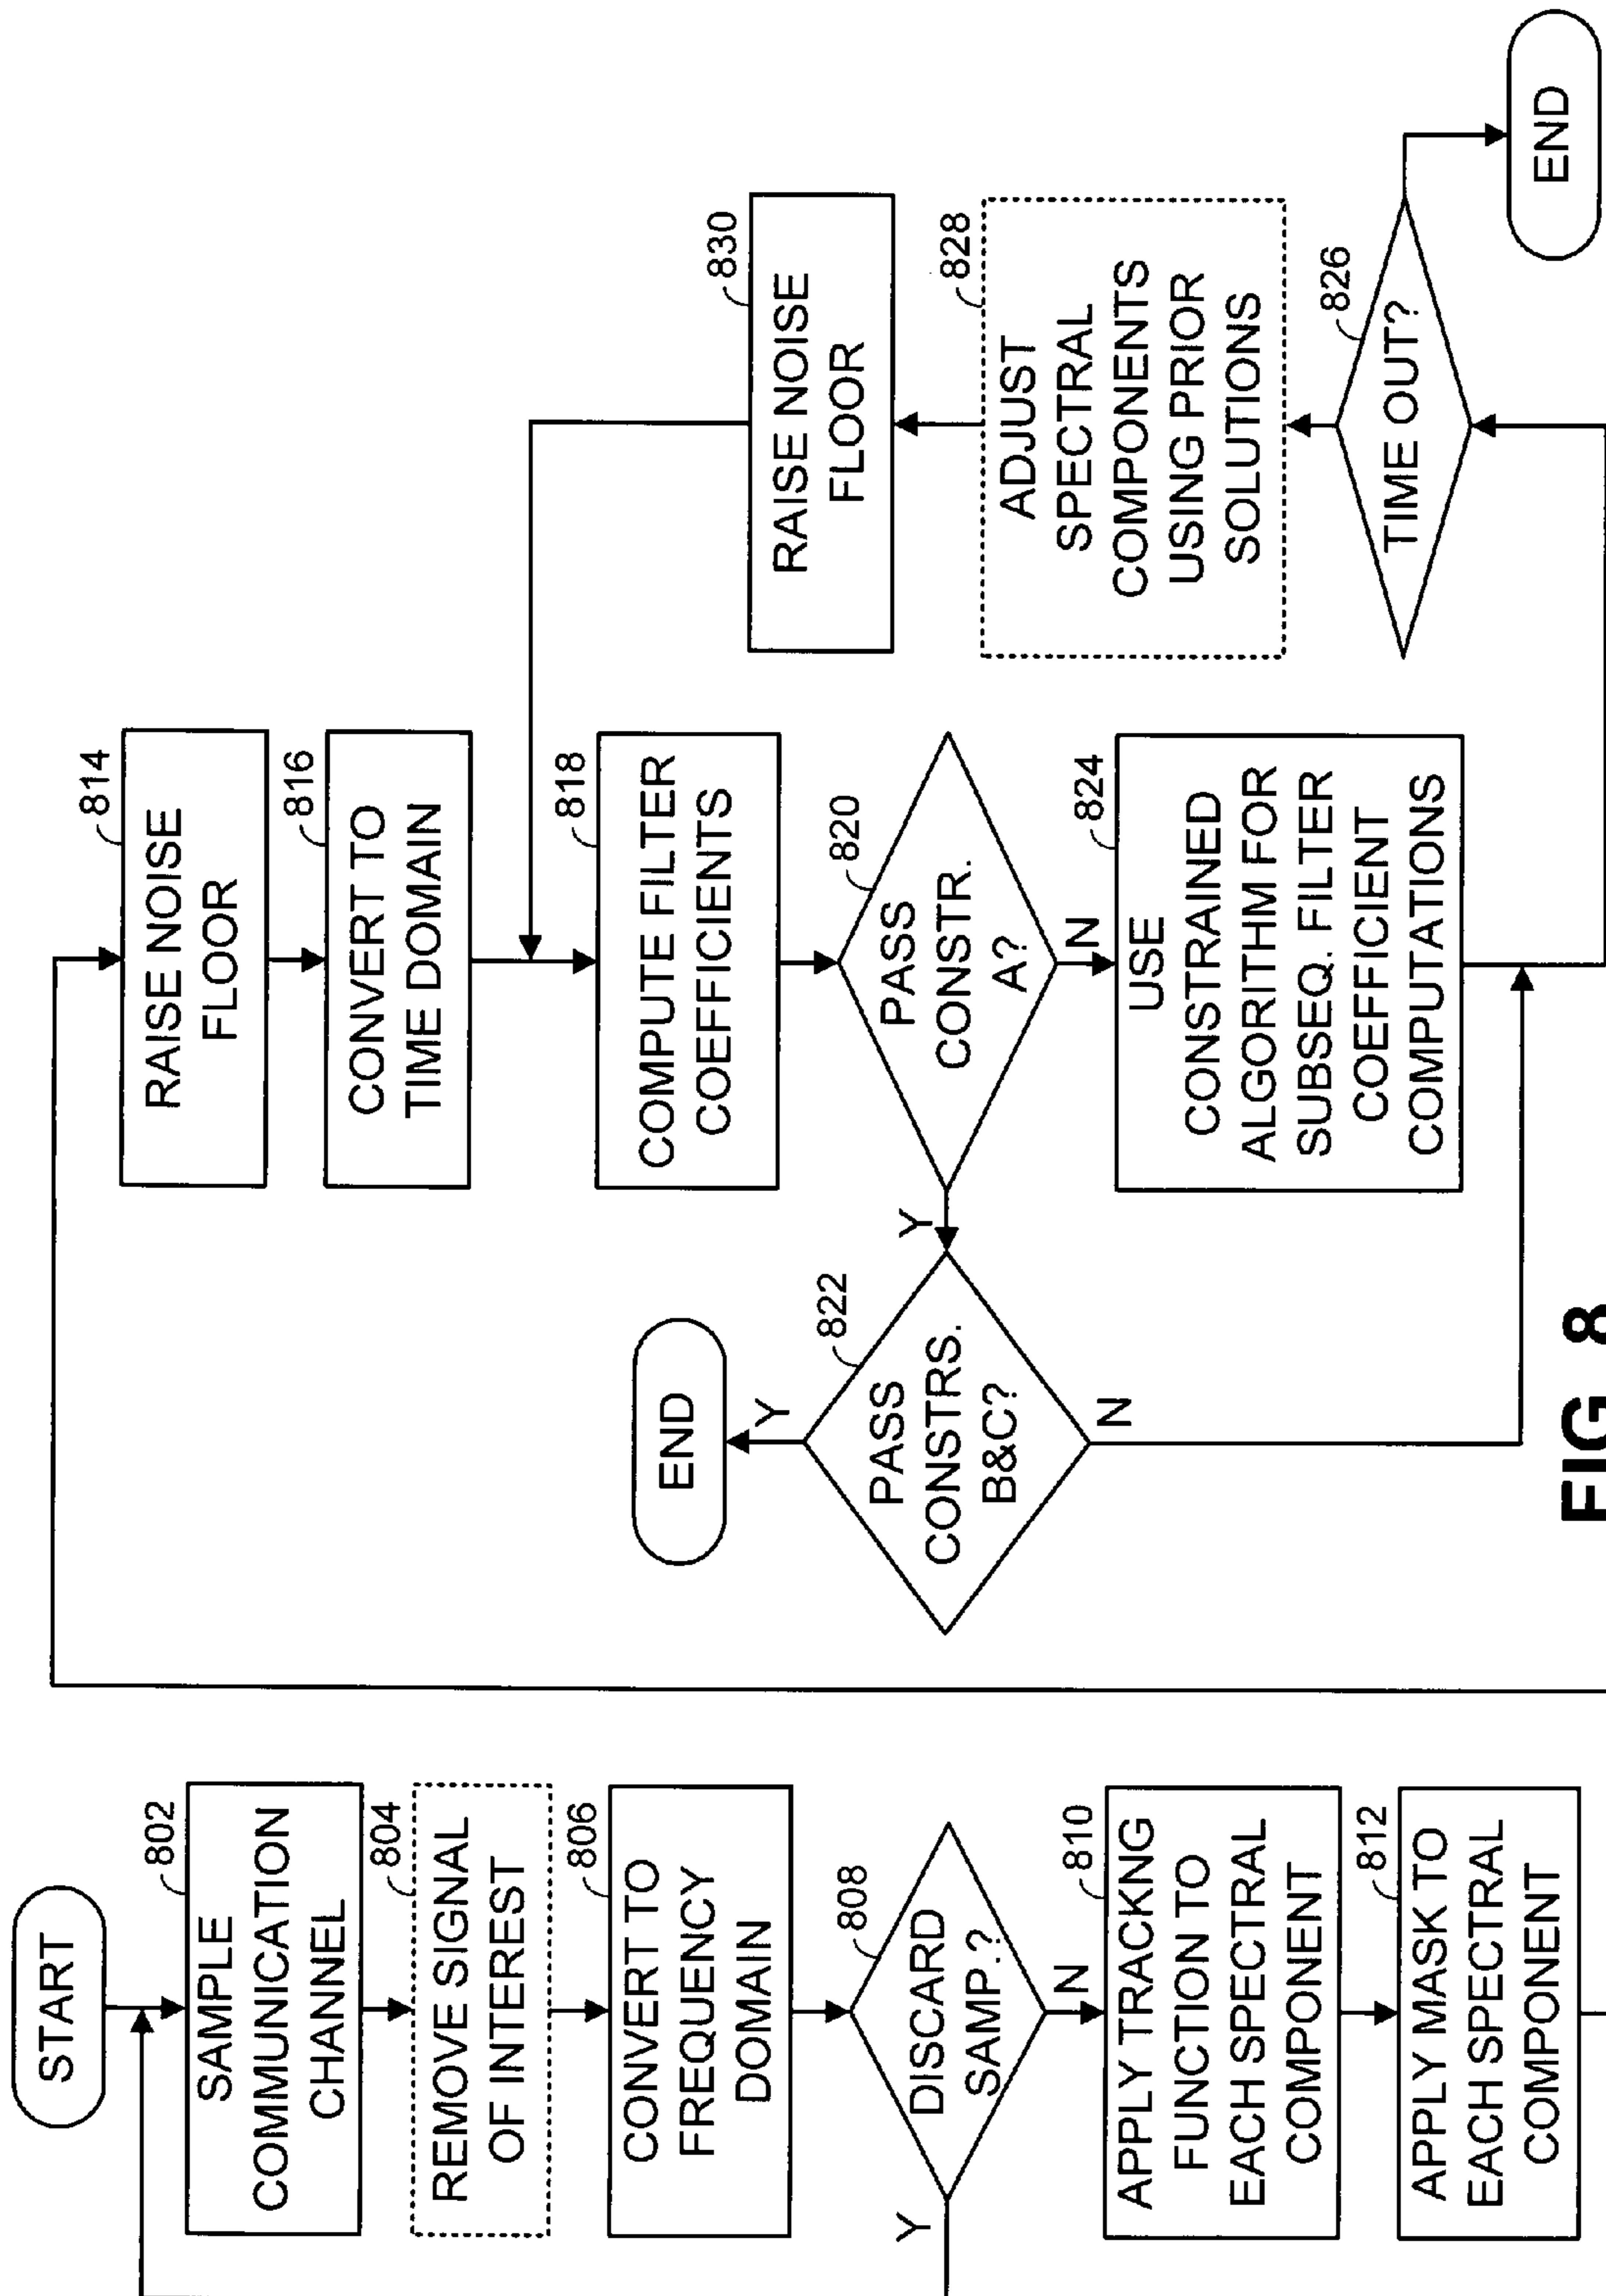 START
802
SAMPLE
COMMUNICATION
CHANNEL
804
REMOVE SIGNAL
OF INTEREST
806
CONVERT TO
FREQUENCY
DOMAIN
808
DISCARD
SAMP.?
Y
N
810
APPLY TRACKNG
FUNCTION TO
EACH SPECTRAL
COMPONENT
812
APPLY MASK TO
EACH SPECTRAL
COMPONENT
814
RAISE NOISE
FLOOR
816
CONVERT TO
TIME DOMAIN
818
COMPUTE FILTER
COEFFICIENTS
820
PASS
CONSTR.
A?
Y
N
822
PASS
CONSTRS.
B&C?
Y
END
N
824
USE
CONSTRAINED
ALGORITHM FOR
SUBSEQ. FILTER
COEFFICIENT
COMPUTATIONS
826
TIME OUT?
END
828
ADJUST
SPECTRAL
COMPONENTS
USING PRIOR
SOLUTIONS
830
RAISE NOISE
FLOOR
FIG. 8